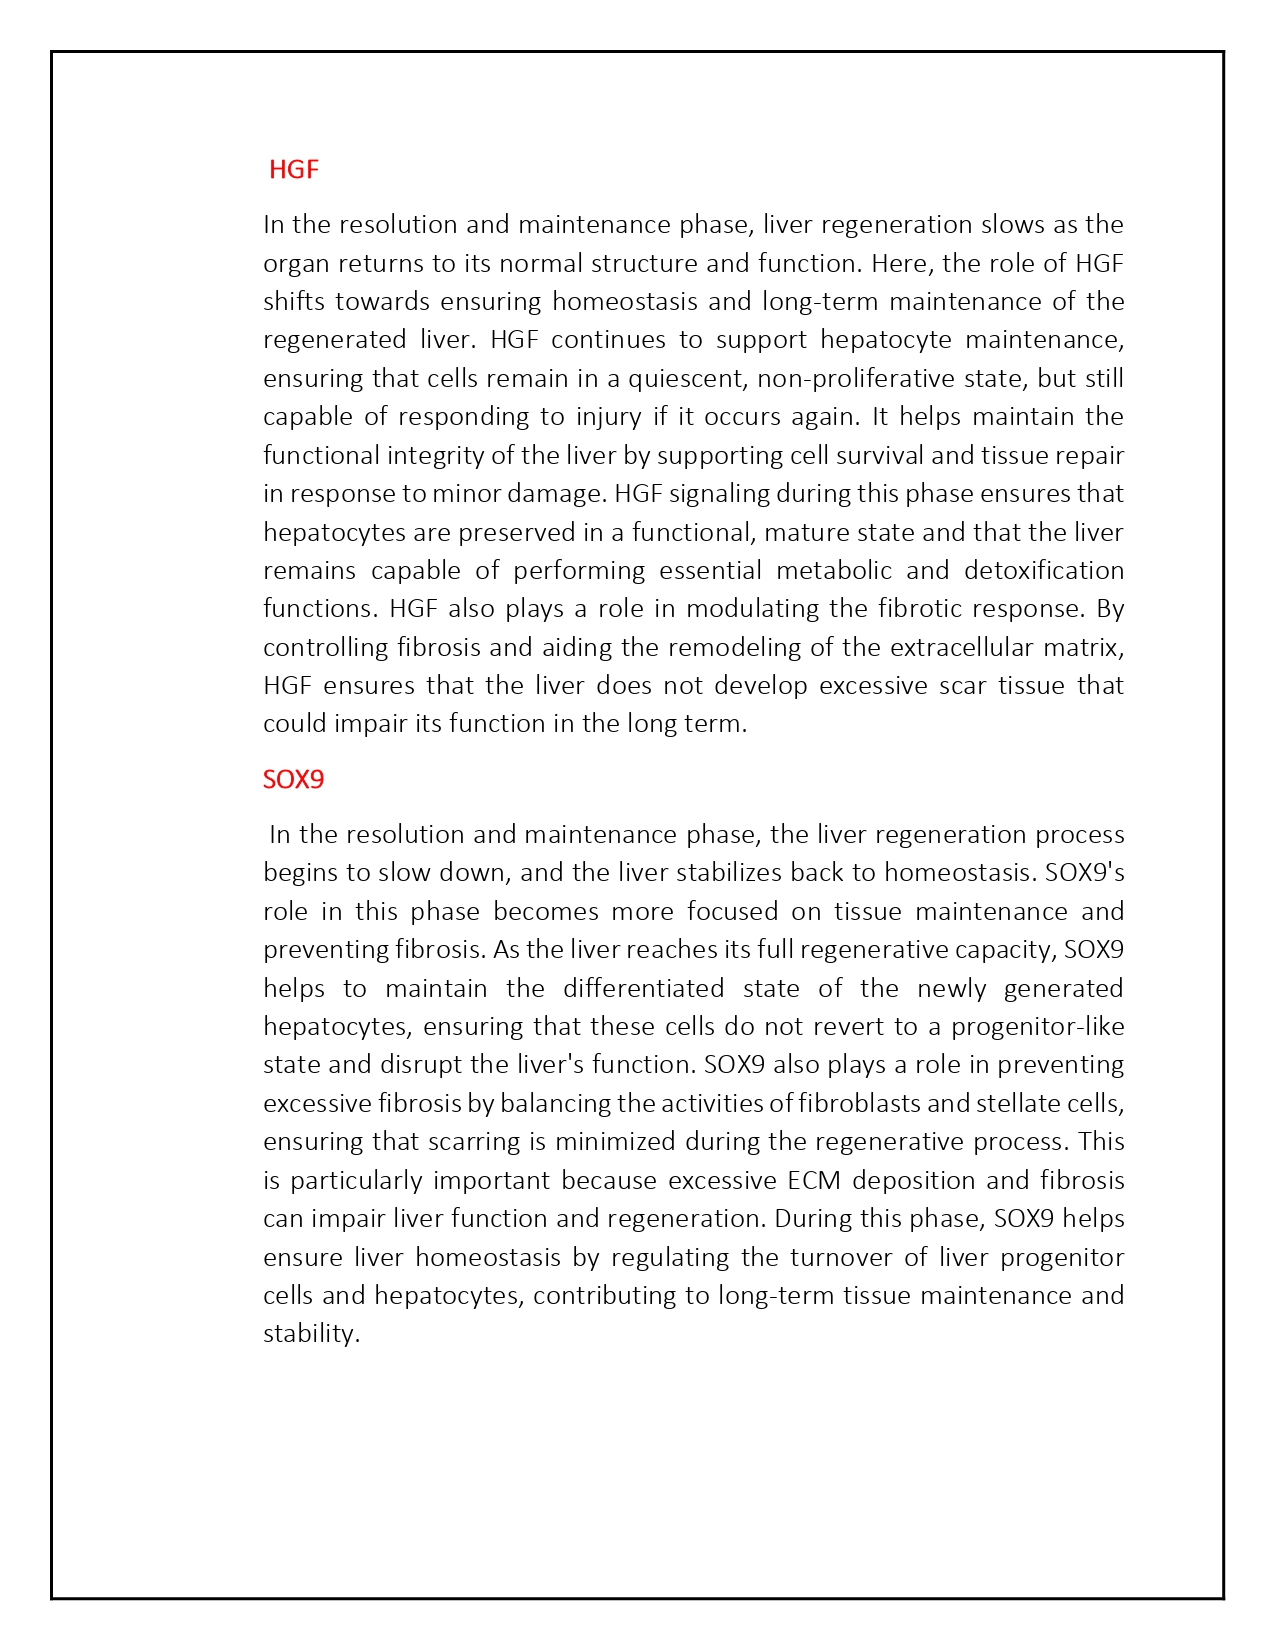 HGF
In the resolution and maintenance phase, liver regeneration slows as the
organ returns to its normal structure and function. Here, the role of HGF
shifts towards ensuring homeostasis and long-term maintenance of the
regenerated liver. HGF continues to support hepatocyte maintenance,
ensuring that cells remain in a quiescent, non-proliferative state, but still
capable of responding to injury if it occurs again. It helps maintain the
functional integrity of the liver by supporting cell survival and tissue repair
in response to minor damage. HGF signaling during this phase ensures that
hepatocytes are preserved in a functional, mature state and that the liver
remains capable of performing essential metabolic and detoxification
functions. HGF also plays a role in modulating the fibrotic response. By
controlling fibrosis and aiding the remodeling of the extracellular matrix,
HGF ensures that the liver does not develop excessive scar tissue that
could impair its function in the long term.
SOX9
In the resolution and maintenance phase, the liver regeneration process
begins to slow down, and the liver stabilizes back to homeostasis. SOX9's
role in this phase becomes more focused on tissue maintenance and
preventing fibrosis. As the liver reaches its full regenerative capacity, SOX9
helps to maintain the differentiated state of the newly generated
hepatocytes, ensuring that these cells do not revert to a progenitor-like
state and disrupt the liver's function. SOX9 also plays a role in preventing
excessive fibrosis by balancing the activities of fibroblasts and stellate cells,
ensuring that scarring is minimized during the regenerative process. This
is particularly important because excessive ECM deposition and fibrosis
can impair liver function and regeneration. During this phase, SOX9 helps
ensure liver homeostasis by regulating the turnover of liver progenitor
cells and hepatocytes, contributing to long-term tissue maintenance and
stability.